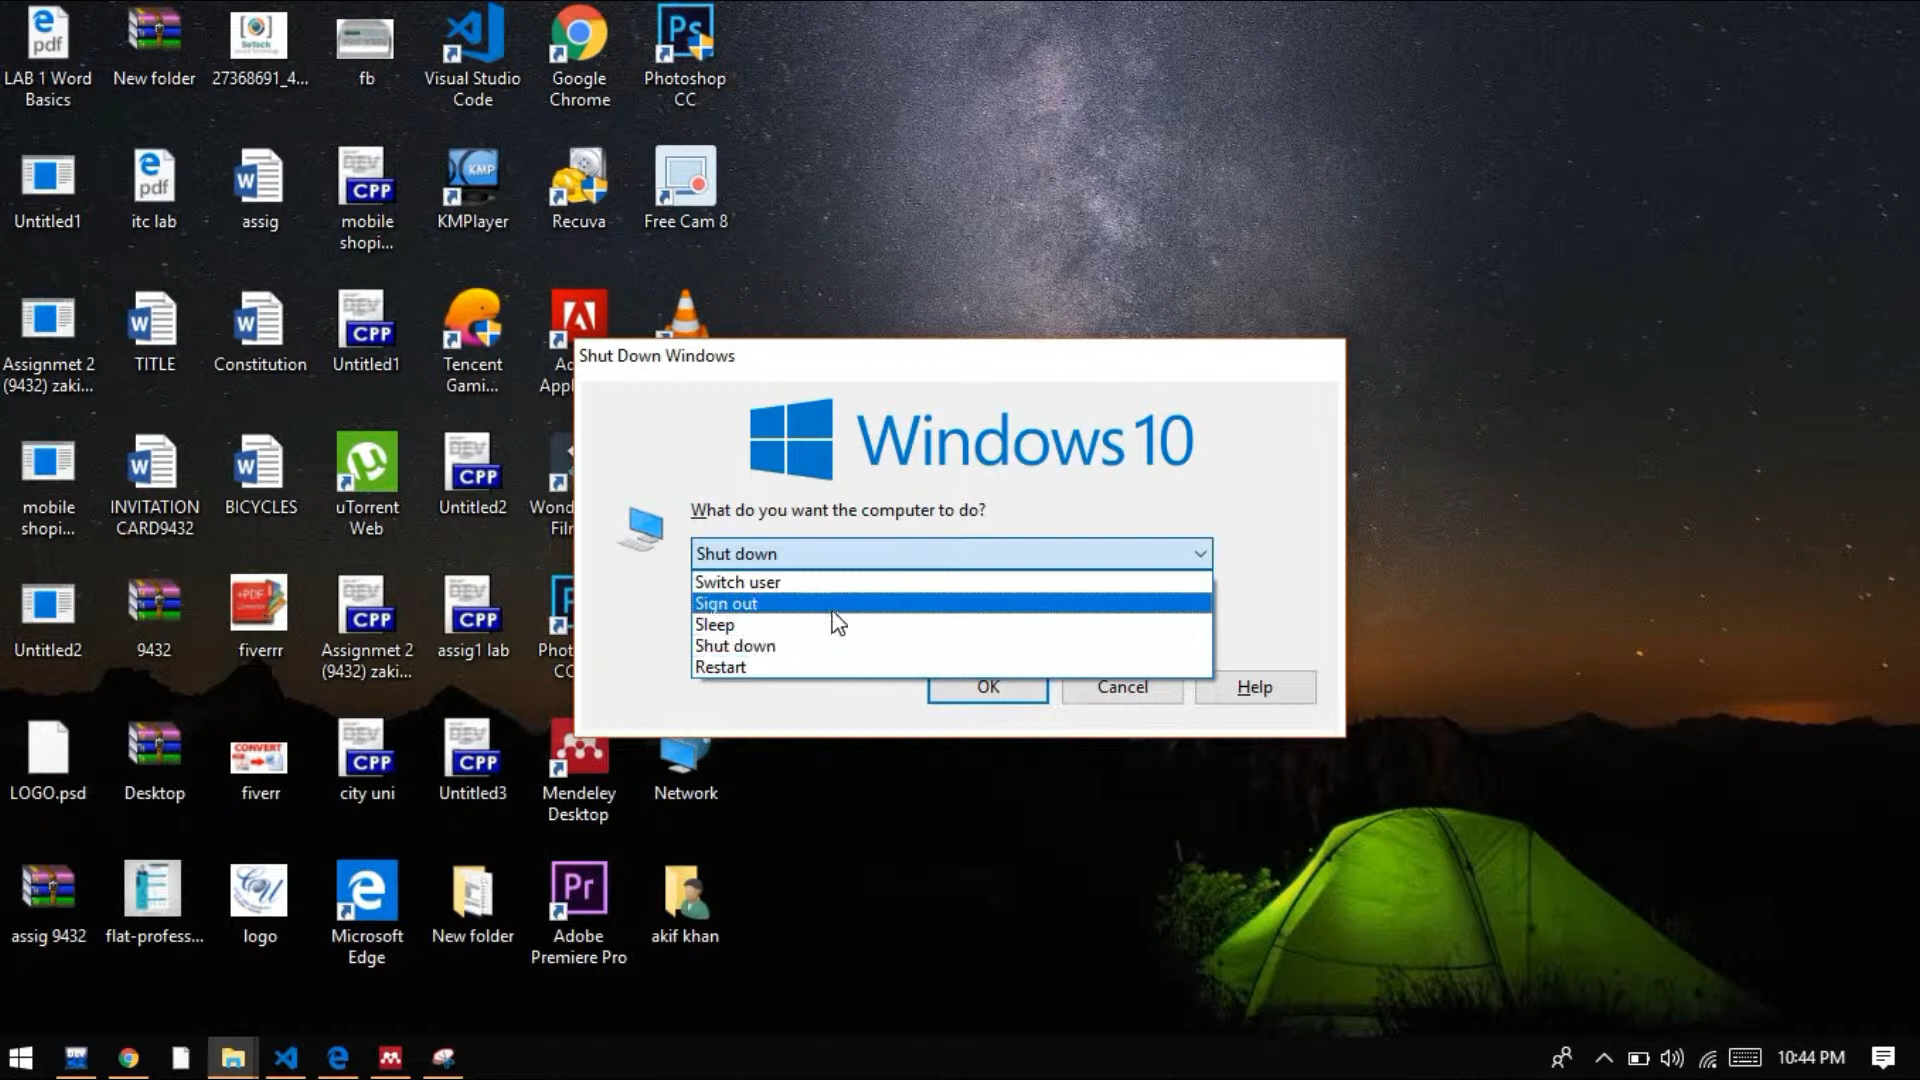 LAB 1 Word
Basics
New folder
27368691_4...
fb
Visual Studio
Code
Google
Chrome
Photoshop
CC
Untitled1
itc lab
assig
mobile
shopi...
KMPlayer
Recuva
Free Cam 8
Assignmet 2
(9432) zaki...
TITLE
Constitution
Untitled1
Tencent
Gami...
Shut Down Windows
Windows 10
What do you want the computer to do?
Shut down
Switch user
Sign out
Sleep
Shut down
Restart
OK
Cancel
Help
mobile
shopi...
INVITATION
CARD9432
BICYCLES
uTorrent
Web
Untitled2
Untitled2
9432
fiverrr
Assignmet 2
(9432) zaki...
assig1 lab
LOGO.psd
Desktop
fiverr
city uni
Untitled3
Mendeley
Desktop
Network
assig 9432
flat-profess...
logo
Microsoft
Edge
New folder
Adobe
Premiere Pro
akif khan
10:44 PM